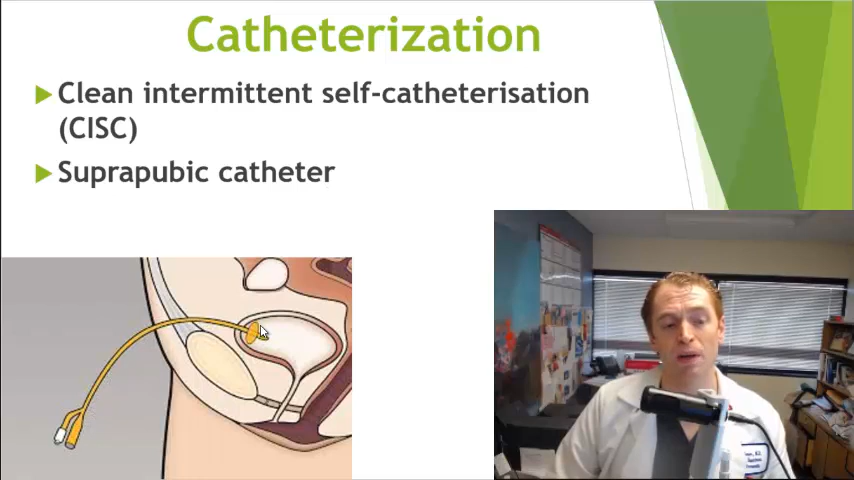 Catheterization
Clean intermittent self-catheterisation
(CISC)
Suprapubic catheter